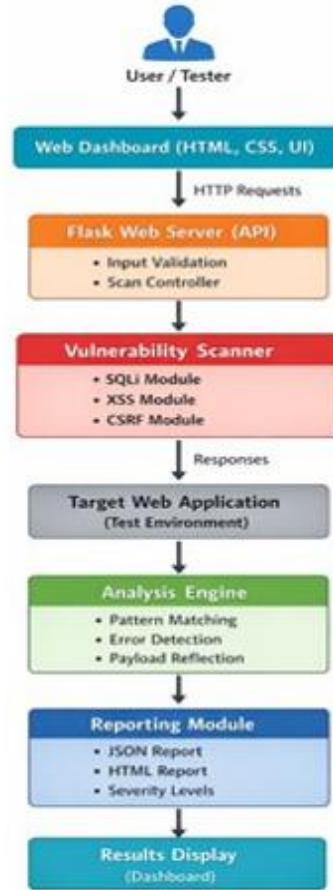 User / Tester
Web Dashboard (HTML, CSS, UI)
HTTP Requests
Flask Web Server (API)
• Input Validation
• Scan Controller
Vulnerability Scanner
• SQLi Module
• XSS Module
• CSRF Module
Responses
Target Web Application
(Test Environment)
Analysis Engine
• Pattern Matching
• Error Detection
• Payload Reflection
Reporting Module
• JSON Report
• HTML Report
• Severity Levels
Results Display
(Dashboard)